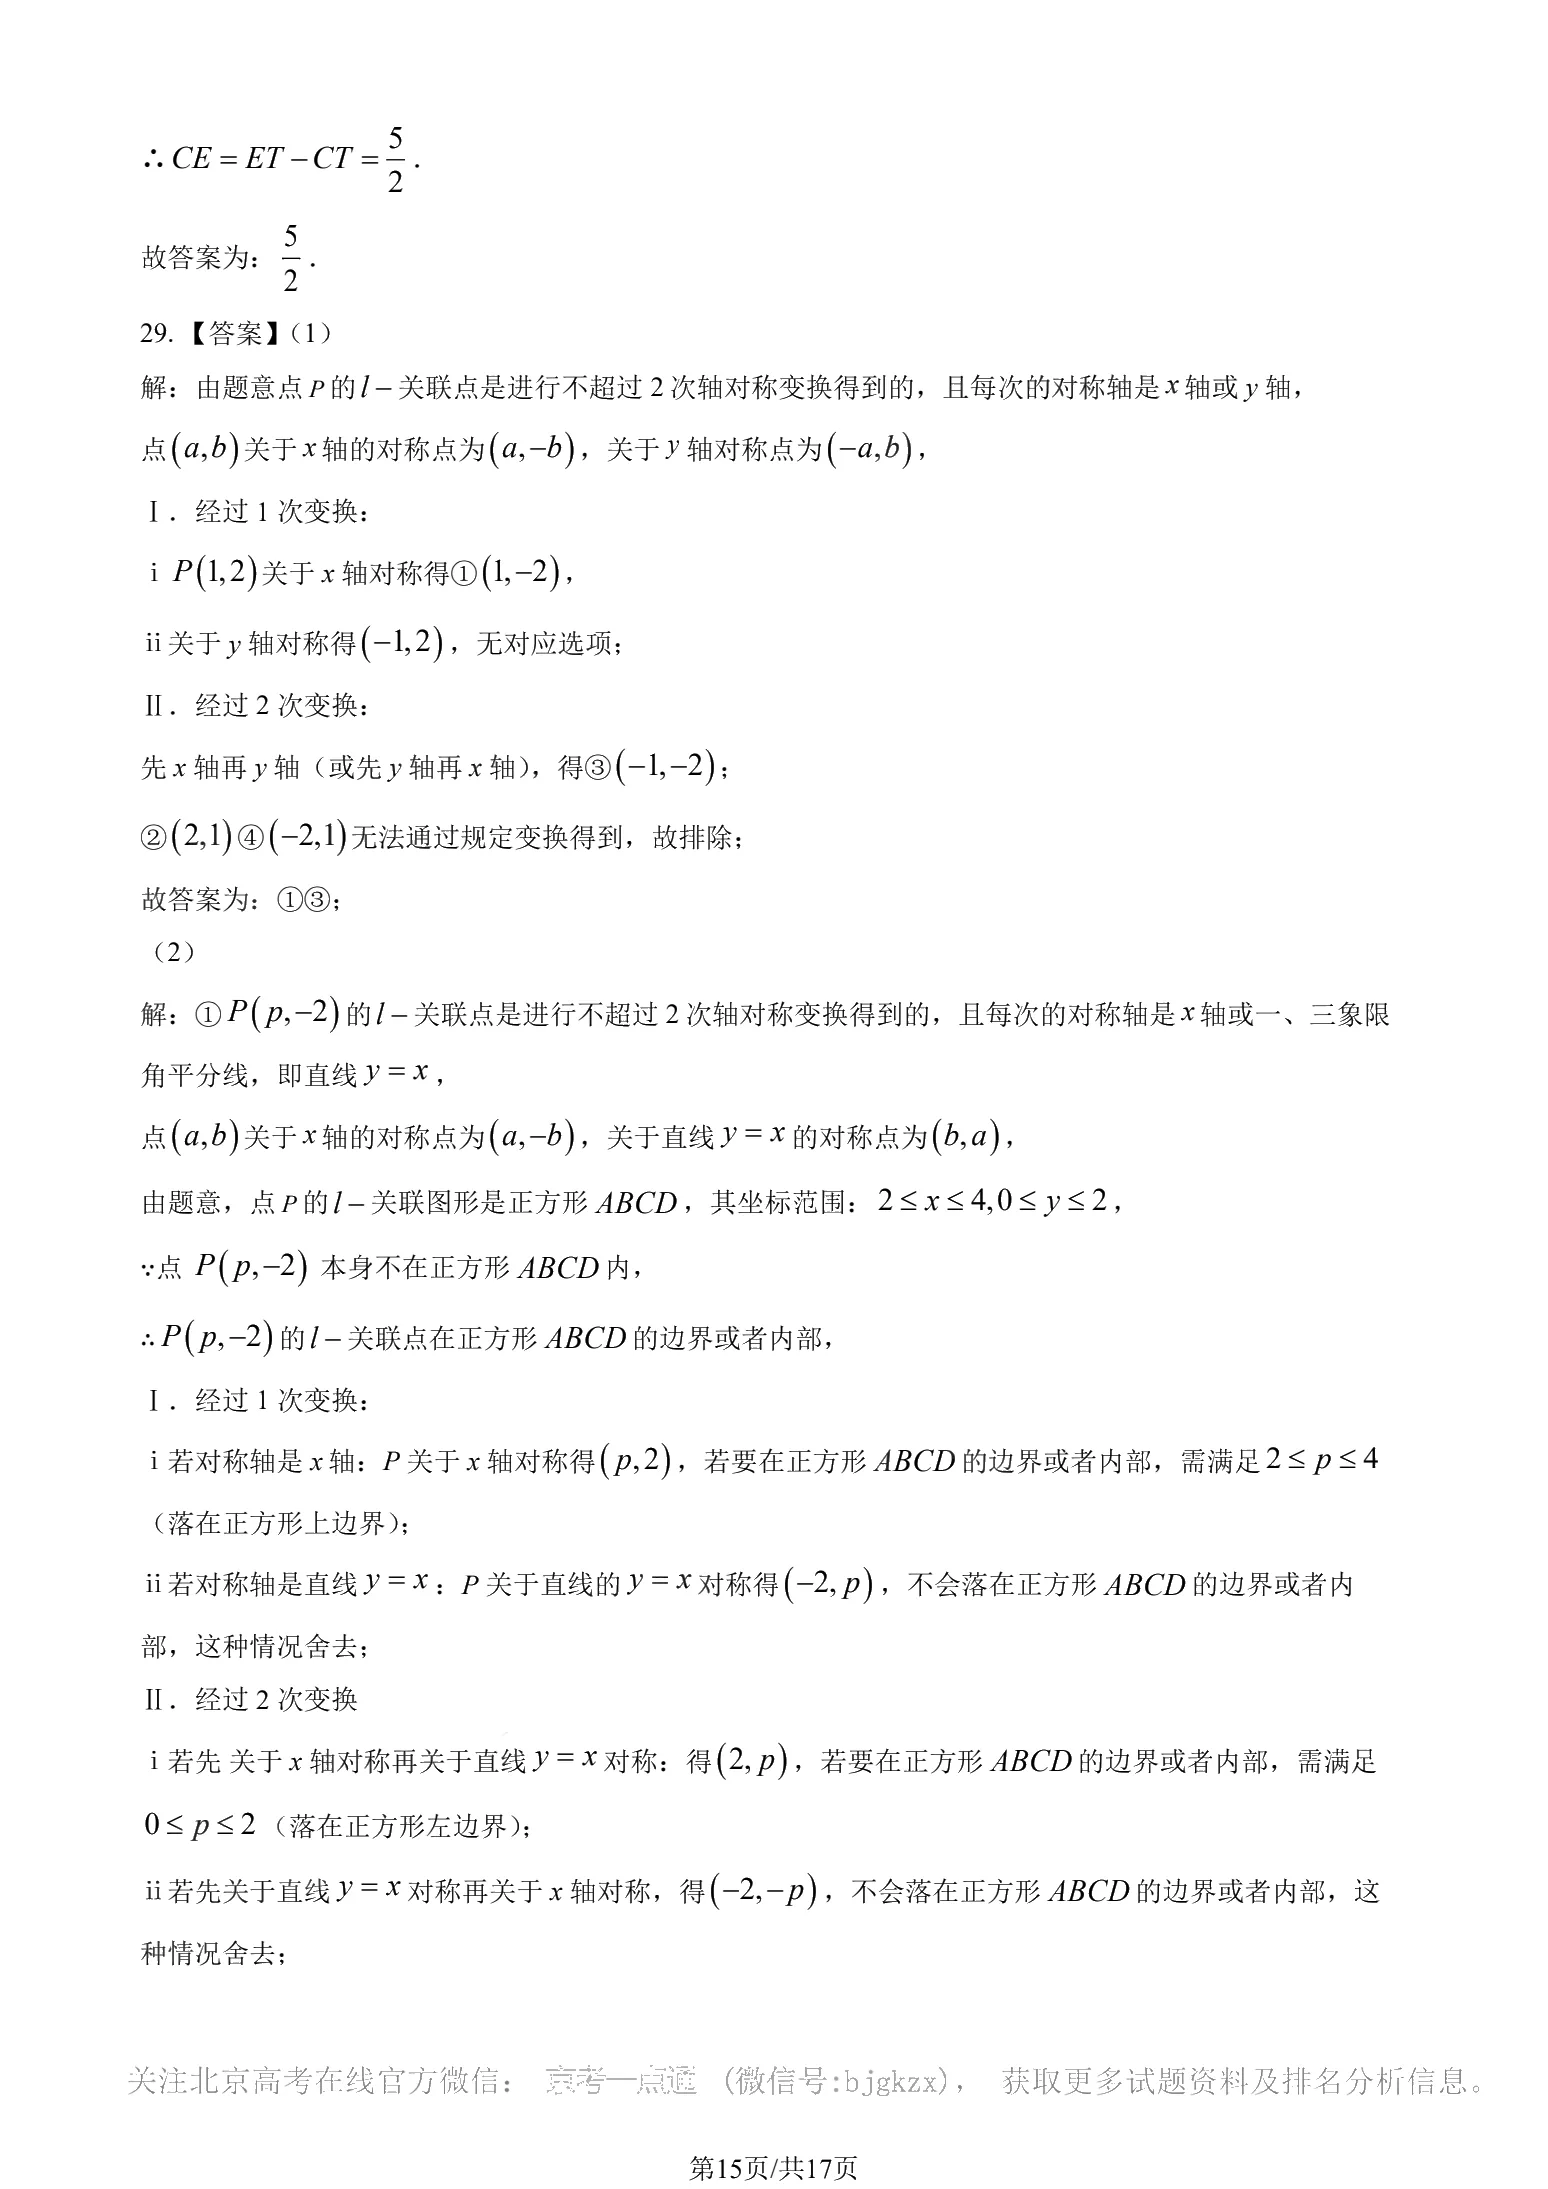 ∴CE = ET − CT = 5/2 .
故答案为：5/2 .
29. 【答案】（1）
解：由题意点 P 的 l − 关联点是进行不超过 2 次轴对称变换得到的，且每次的对称轴是 x 轴或 y 轴，
点(a,b)关于 x 轴的对称点为(a,−b)，关于 y 轴对称点为(−a,b)，
Ⅰ．经过 1 次变换：
ⅰ P(1,2)关于 x 轴对称得①(1,−2)，
ⅱ关于 y 轴对称得(−1,2)，无对应选项；
Ⅱ．经过 2 次变换：
先 x 轴再 y 轴（或先 y 轴再 x 轴），得③(−1,−2)；
②(2,1)④(−2,1)无法通过规定变换得到，故排除；
故答案为：①③；
（2）
解：①P(p,−2)的 l − 关联点是进行不超过 2 次轴对称变换得到的，且每次的对称轴是 x 轴或一、三象限
角平分线，即直线 y = x，
点(a,b)关于 x 轴的对称点为(a,−b)，关于直线 y = x 的对称点为(b,a)，
由题意，点 P 的 l − 关联图形是正方形 ABCD，其坐标范围：2 ≤ x ≤ 4,0 ≤ y ≤ 2，
∵点 P(p,−2) 本身不在正方形 ABCD 内，
∴P(p,−2)的 l − 关联点在正方形 ABCD 的边界或者内部，
Ⅰ．经过 1 次变换：
ⅰ若对称轴是 x 轴：P 关于 x 轴对称得(p,2)，若要在正方形 ABCD 的边界或者内部，需满足 2 ≤ p ≤ 4
（落在正方形上边界）；
ⅱ若对称轴是直线 y = x：P 关于直线的 y = x 对称得(−2,p)，不会落在正方形 ABCD 的边界或者内
部，这种情况舍去；
Ⅱ．经过 2 次变换
ⅰ若先 关于 x 轴对称再关于直线 y = x 对称：得(2,p)，若要在正方形 ABCD 的边界或者内部，需满足
0 ≤ p ≤ 2（落在正方形左边界）；
ⅱ若先关于直线 y = x 对称再关于 x 轴对称，得(−2,−p)，不会落在正方形 ABCD 的边界或者内部，这
种情况舍去；
关注北京高考在线官方微信： 京考一点通 (微信号:bjgkzx)， 获取更多试题资料及排名分析信息。
第15页/共17页